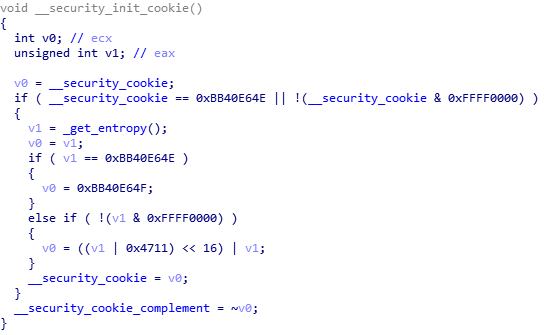 void __security_init_cookie()
{
  int v0; // ecx
  unsigned int v1; // eax

  v0 = __security_cookie;
  if ( __security_cookie == 0xBB40E64E || !(__security_cookie & 0xFFFF0000) )
  {
    v1 = _get_entropy();
    v0 = v1;
    if ( v1 == 0xBB40E64E )
    {
      v0 = 0xBB40E64F;
    }
    else if ( !(v1 & 0xFFFF0000) )
    {
      v0 = ((v1 | 0x4711) << 16) | v1;
    }
    __security_cookie = v0;
  }
  __security_cookie_complement = ~v0;
}